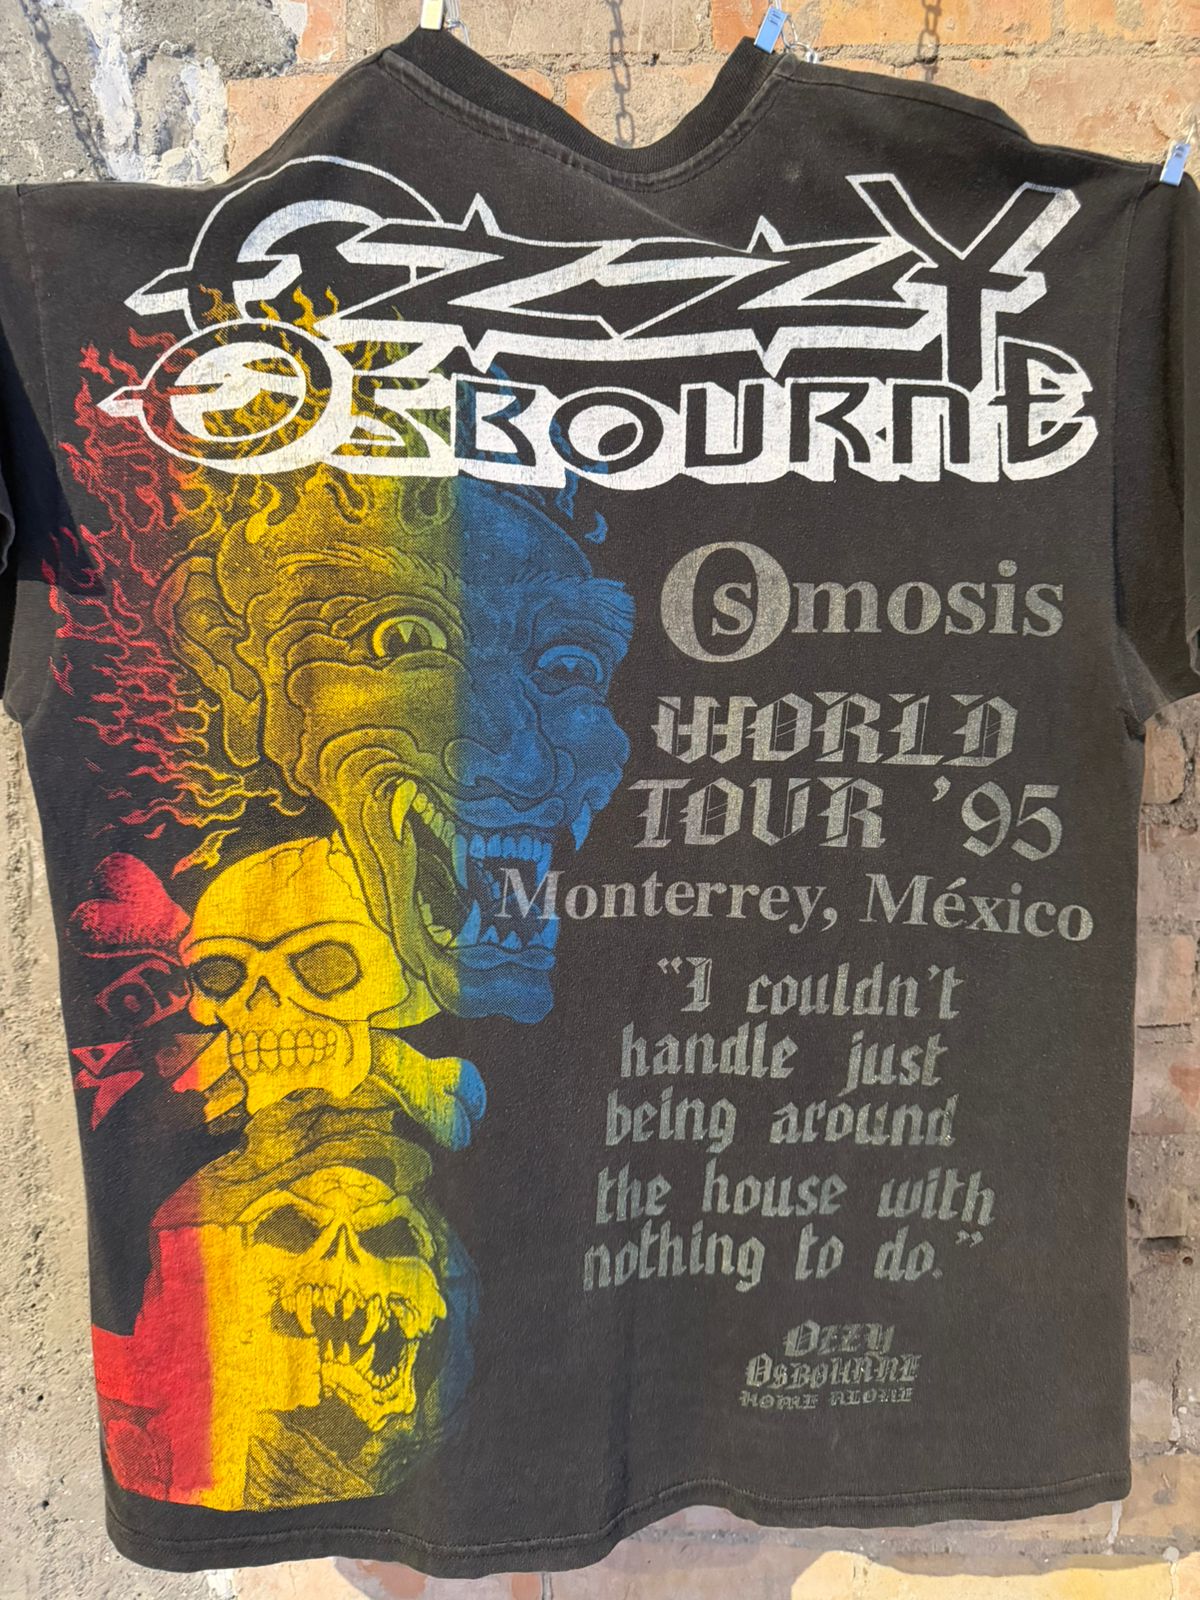 Ozzy
Osbourne
Osmosis
WORLD
TOUR '95
Monterrey, México
"I couldn't
handle just
being around
the house with
nothing to do."
Ozzy
Osbourne
HOME ALONE